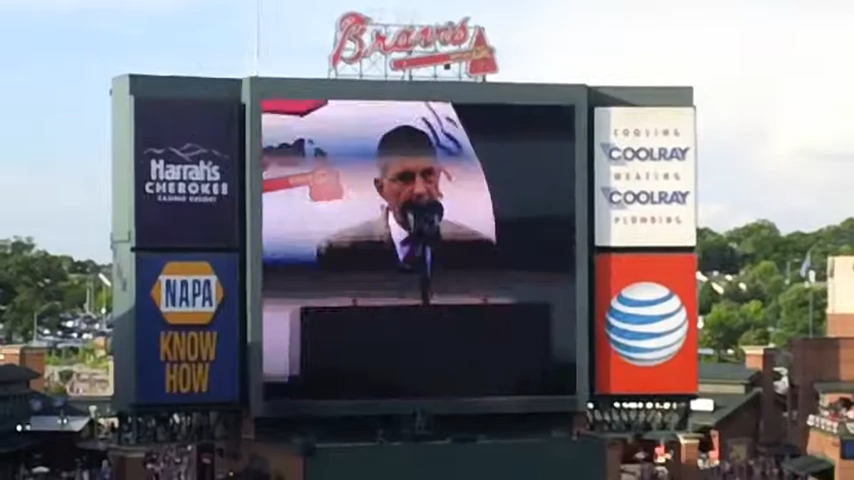 Braves
Harrah's
CHEROKEE
CASINO RESORT
NAPA
KNOW
HOW
COOLING
COOLRAY
HEATING
COOLRAY
PLUMBING